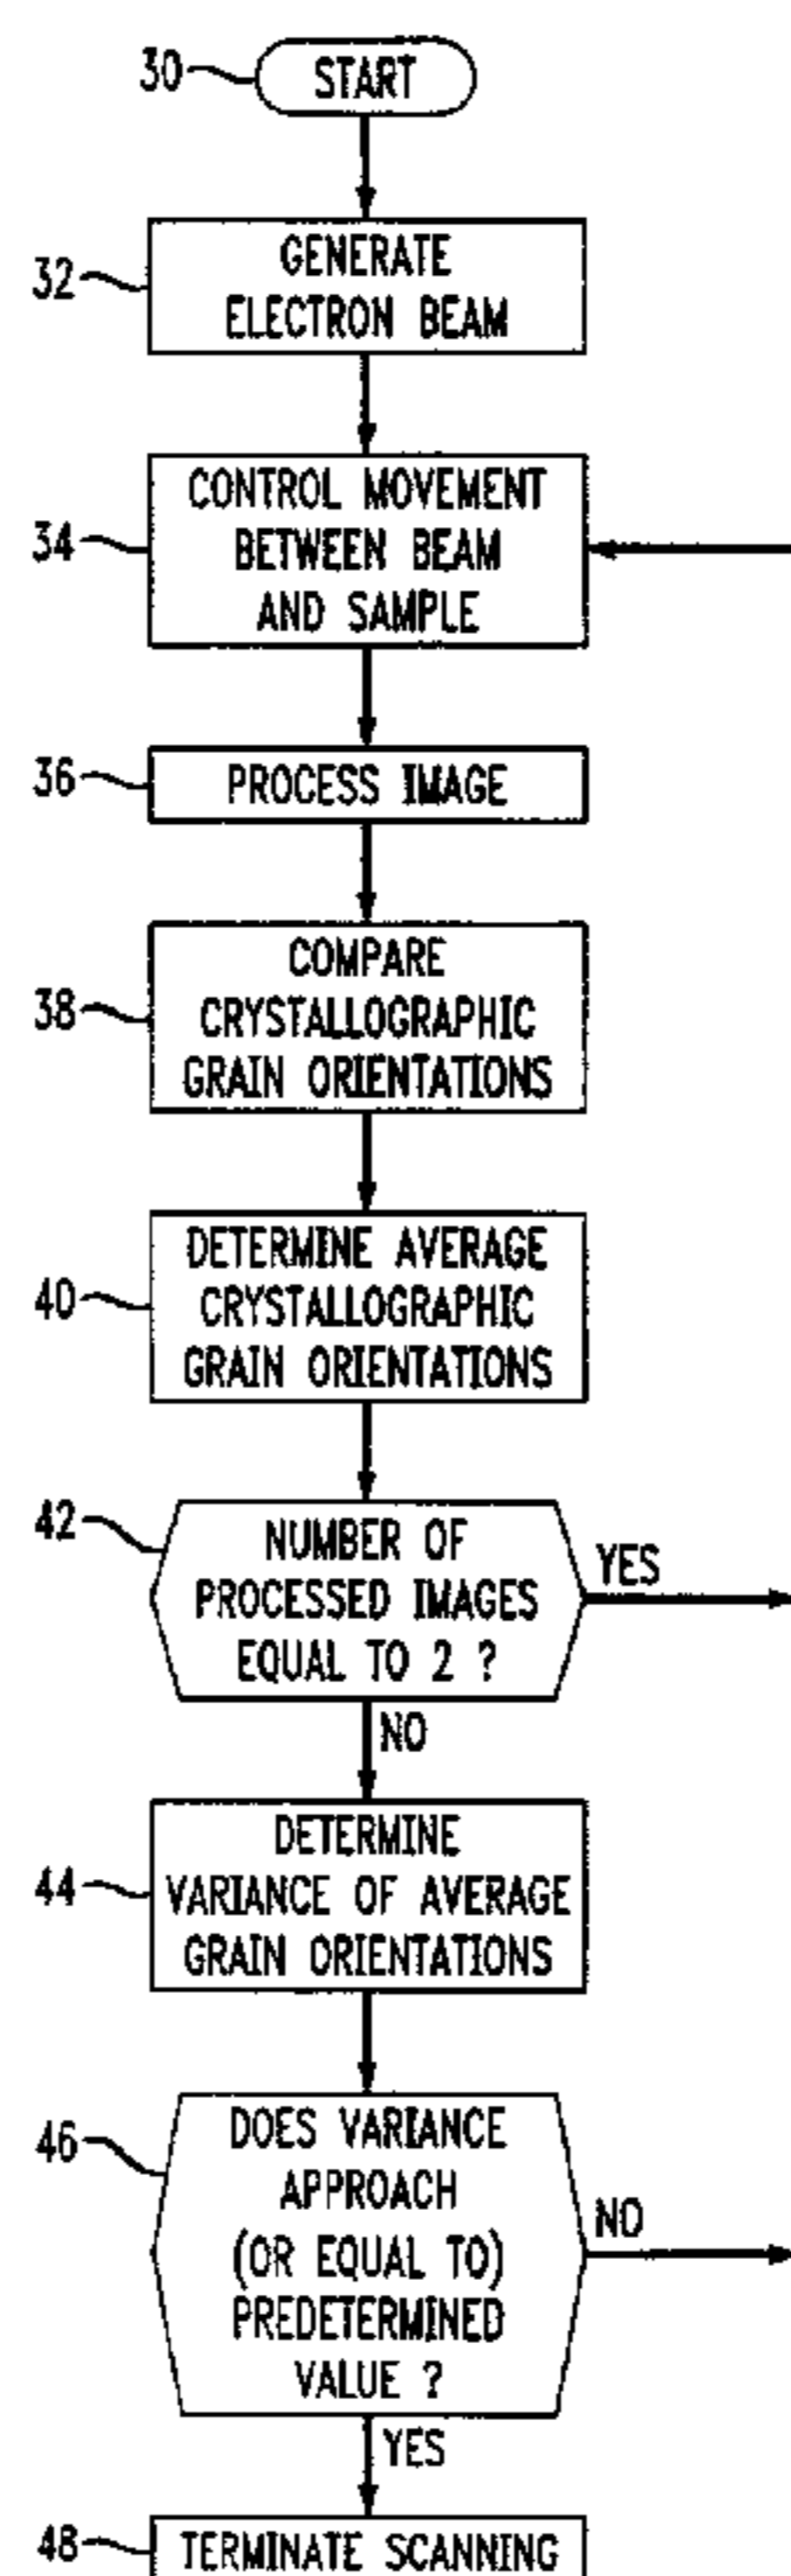 30
START
32
GENERATE
ELECTRON BEAM
34
CONTROL MOVEMENT
BETWEEN BEAM
AND SAMPLE
36
PROCESS IMAGE
38
COMPARE
CRYSTALLOGRAPHIC
GRAIN ORIENTATIONS
40
DETERMINE AVERAGE
CRYSTALLOGRAPHIC
GRAIN ORIENTATIONS
42
NUMBER OF
PROCESSED IMAGES
EQUAL TO 2 ?
YES
NO
44
DETERMINE
VARIANCE OF AVERAGE
GRAIN ORIENTATIONS
46
DOES VARIANCE
APPROACH
(OR EQUAL TO)
PREDETERMINED
VALUE ?
NO
YES
48
TERMINATE SCANNING